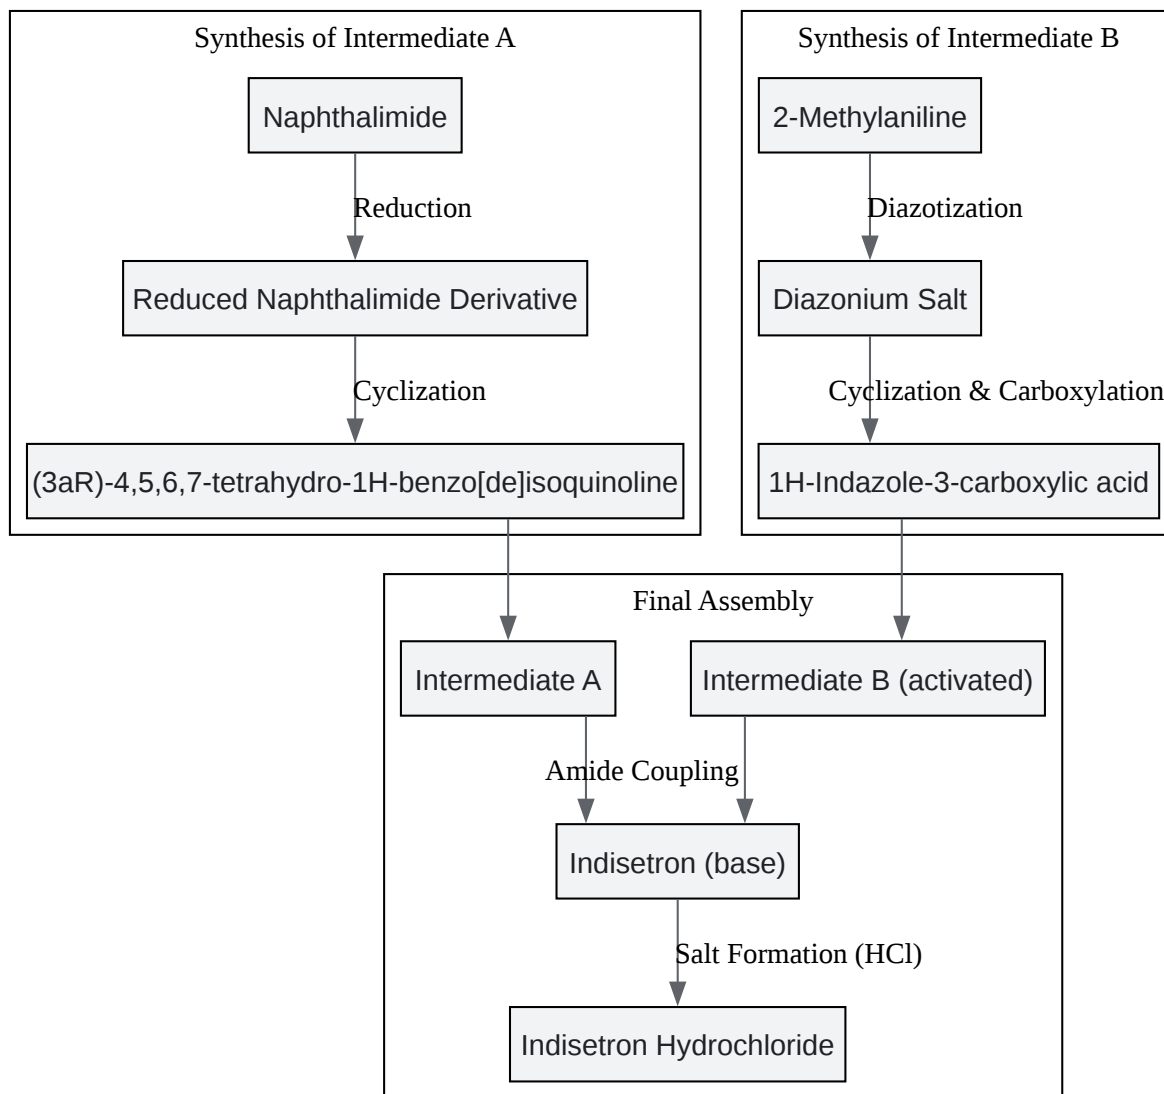 Synthesis of Intermediate A
Naphthalimide
Reduction
Reduced Naphthalimide Derivative
Cyclization
(3aR)-4,5,6,7-tetrahydro-1H-benzo[de]isoquinoline
Synthesis of Intermediate B
2-Methylaniline
Diazotization
Diazonium Salt
Cyclization & Carboxylation
1H-Indazole-3-carboxylic acid
Final Assembly
Intermediate A
Intermediate B (activated)
Amide Coupling
Indisetron (base)
Salt Formation (HCl)
Indisetron Hydrochloride